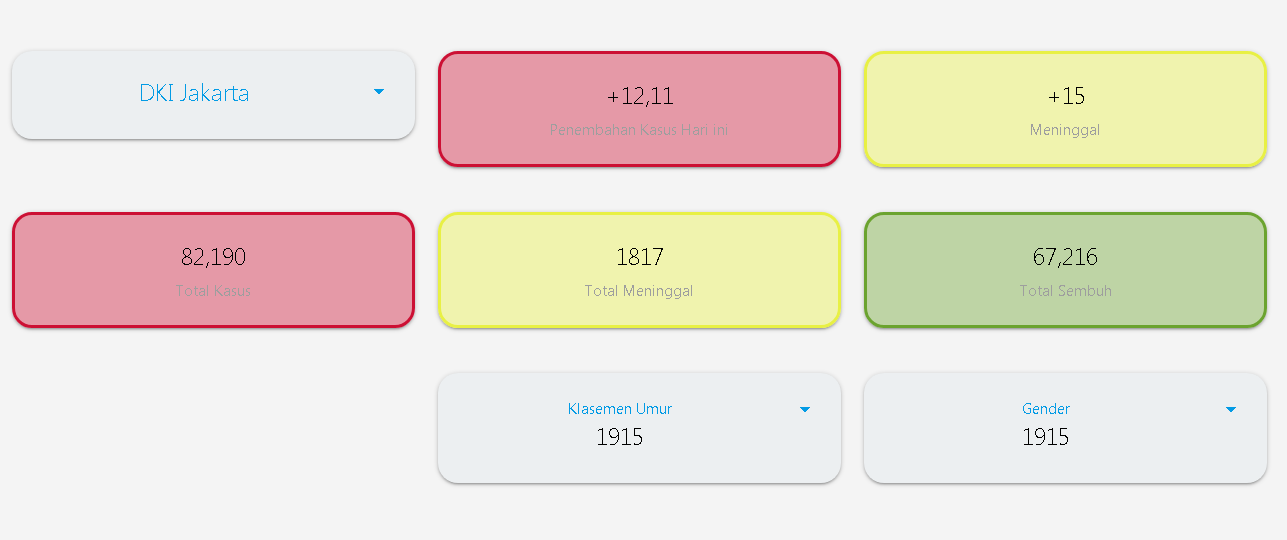 DKI Jakarta
+12,11
Penembahan Kasus Hari ini
+15
Meninggal
82,190
Total Kasus
1817
Total Meninggal
67,216
Total Sembuh
Klasemen Umur
1915
Gender
1915